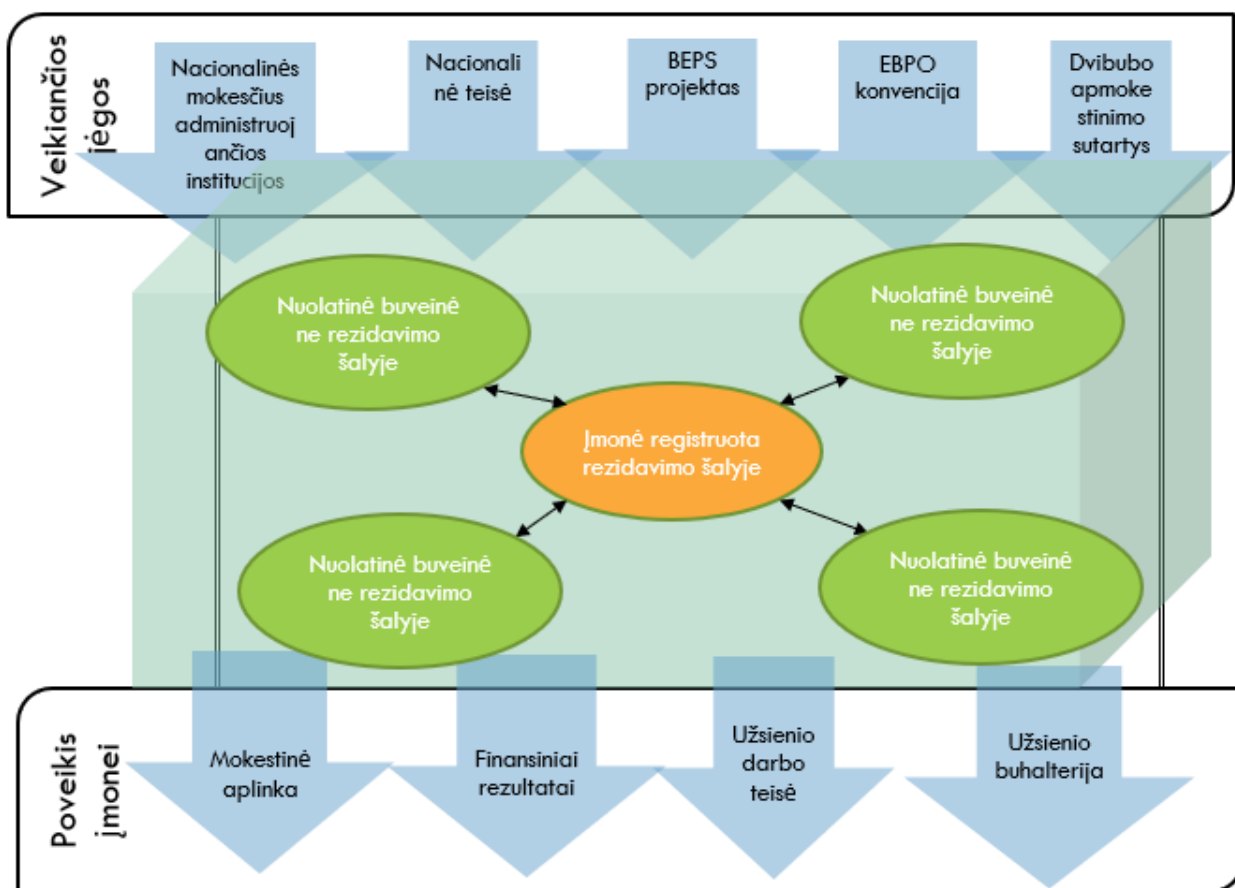 Veikiančios
jėgos
Nacionalinės
mokesčius
administruoj
ančios
institucijos
Nacionali
nė teisė
BEPS
projektas
EBPO
konvencija
Dvibubo
apmoke
stinimo
sutartys
Nuolatinė buveinė
ne rezidavimo
šalyje
Nuolatinė buveinė
ne rezidavimo
šalyje
Įmonė registruota
rezidavimo šalyje
Nuolatinė buveinė
ne rezidavimo
šalyje
Nuolatinė buveinė
ne rezidavimo
šalyje
Poveikis
įmonei
Mokestinė
aplinka
Finansiniai
rezultatai
Užsienio
darbo
teisė
Užsienio
buhalterija